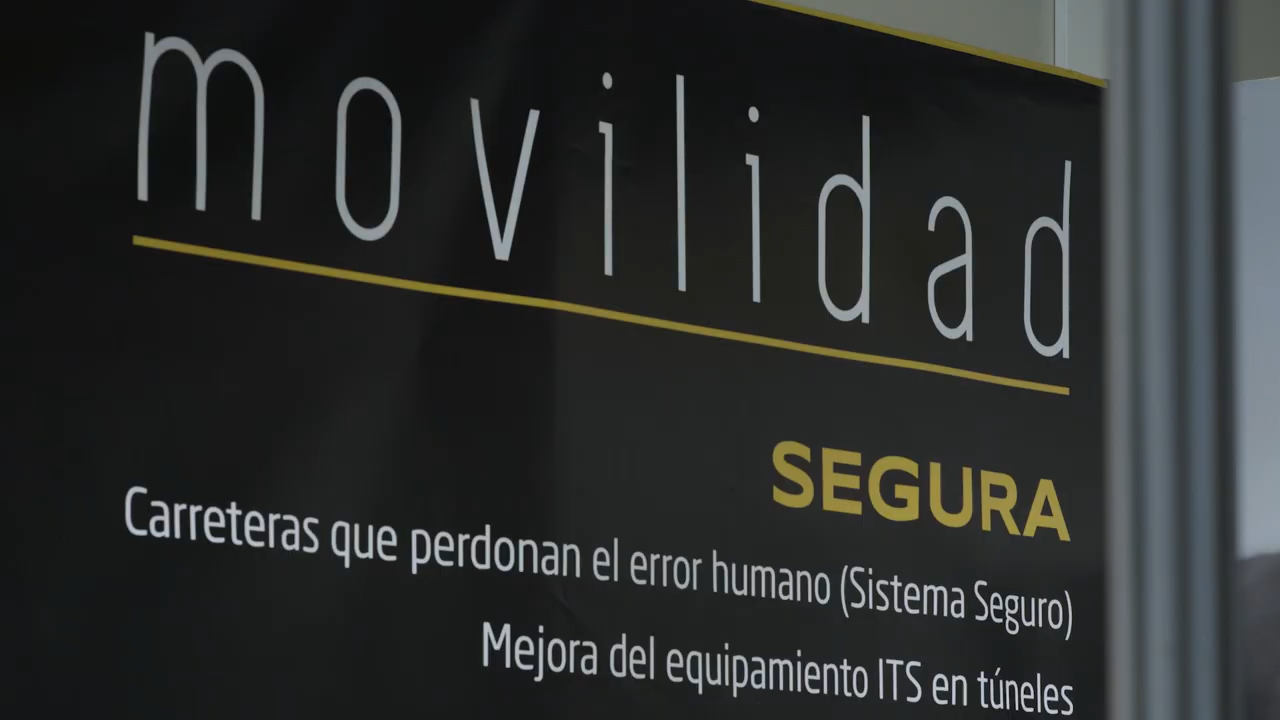 movilidad
SEGURA
Carreteras que perdonan el error humano (Sistema Seguro)
Mejora del equipamiento ITS en túneles